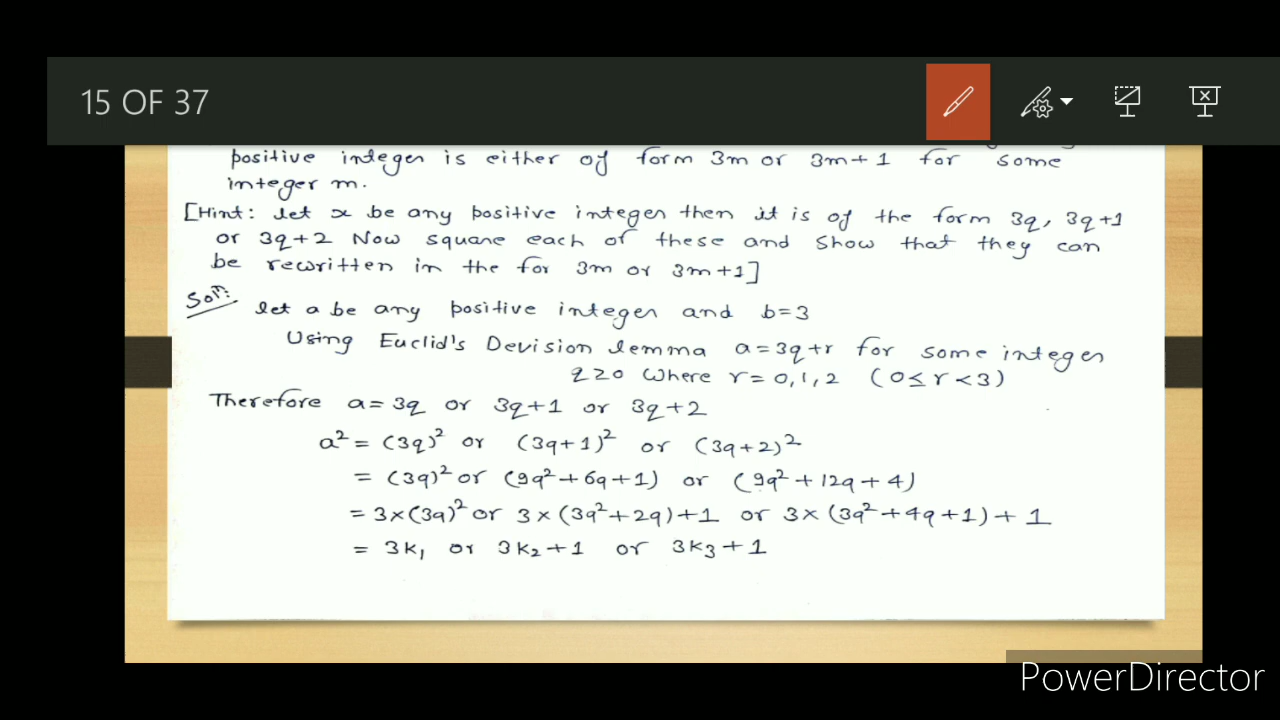 15 OF 37
positive integer is either of form 3m or 3m+1 for some
integer m.
[Hint: let x be any positive integer then it is of the form 3q, 3q+1
or 3q+2 Now square each of these and Show that they can
be rewritten in the for 3m or 3m+1]
Soln:
let a be any positive integer and b=3
Using Euclid's Devision lemma a=3q+r for some integer
q≥0 Where r=0,1,2 (0≤r<3)
Therefore a=3q or 3q+1 or 3q+2
a²= (3q)² or (3q+1)² or (3q+2)²
= (3q)² or (9q²+6q+1) or (9q²+12q+4)
= 3×(3q)² or 3×(3q²+2q)+1 or 3×(3q²+4q+1)+1
= 3k₁ or 3k₂+1 or 3k₃+1
PowerDirector